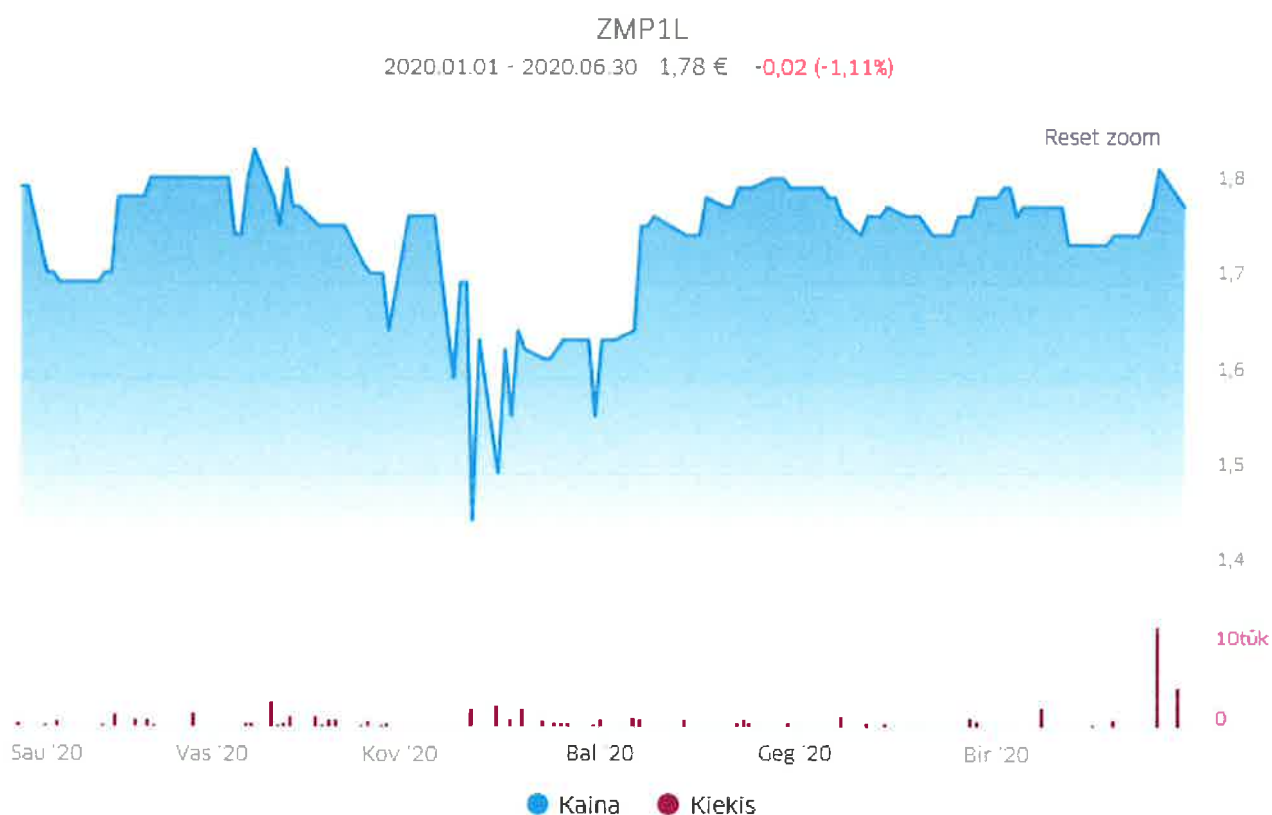 ZMP1L
2020.01.01 - 2020.06.30 1,78 € -0,02 (-1,11%)
Reset zoom
1,8
1,7
1,6
1,5
1,4
10tūk
0
Sau '20 Vas '20 Kov '20 Bal '20 Geg '20 Bir '20
Kaina Kiekis